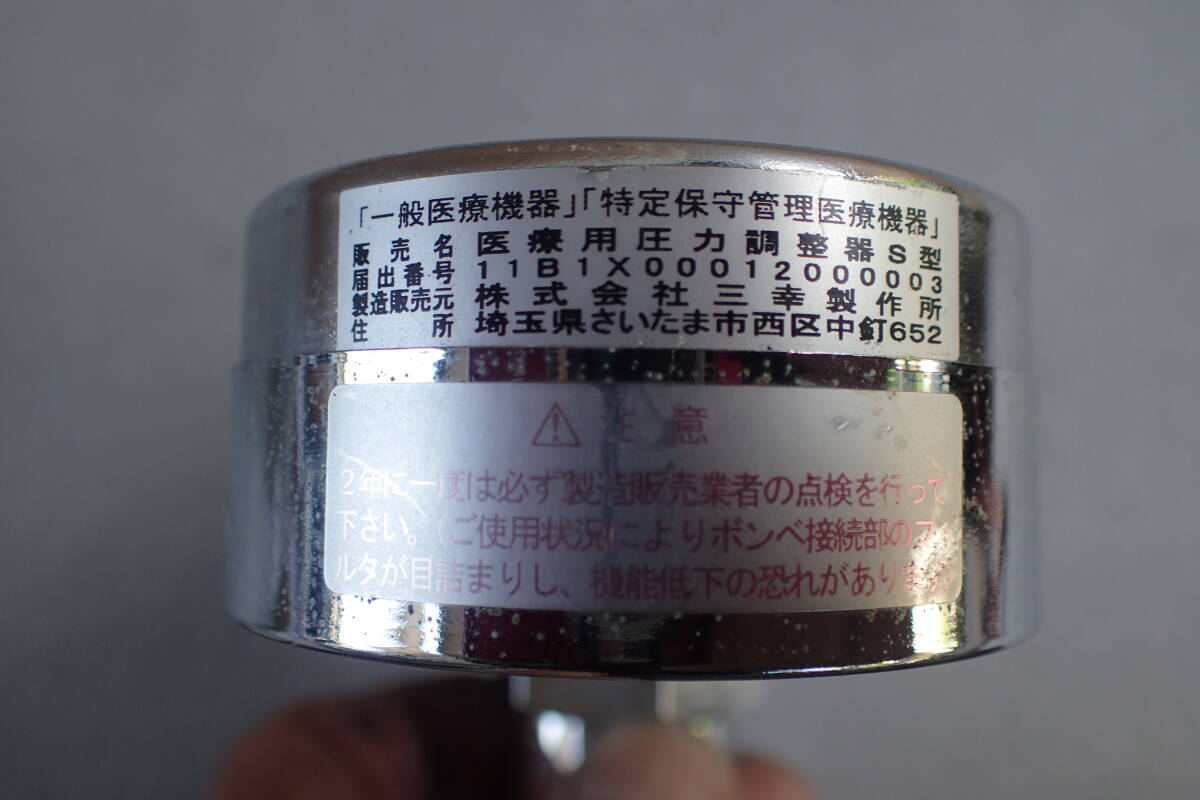 「一般医療機器」「特定保守管理医療機器」
販売名 医療用圧力調整器S型
届出番号 11B1X00012000003
製造販売元 株式会社三幸製作所
住所 埼玉県さいたま市西区中釘652
⚠ 注意
2年に一度は必ず製造販売業者の点検を行って
下さい。(ご使用状況によりボンベ接続部のフィ
ルタが目詰まりし、機能低下の恐れがあります)